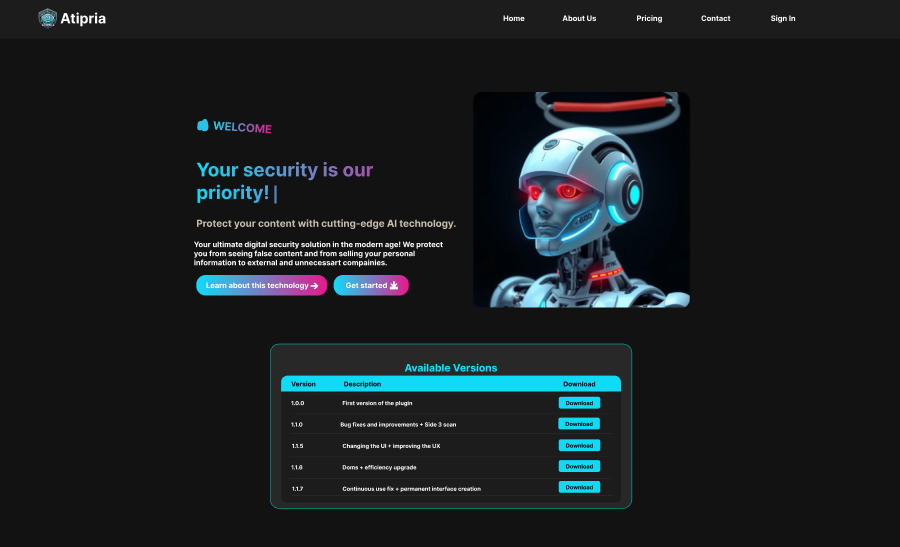 Atipria
Home About Us Pricing Contact Sign In
WELCOME
Your security is our
priority! |
Protect your content with cutting-edge AI technology.
Your ultimate digital security solution in the modern age! We protect
you from seeing false content and from selling your personal
information to external and unnecessart compainies.
Learn about this technology → Get started
Available Versions
Version Description Download
1.0.0 First version of the plugin Download
1.1.0 Bug fixes and improvements + Side 3 scan Download
1.1.5 Changing the UI + improving the UX Download
1.1.6 Doms + efficiency upgrade Download
1.1.7 Continuous use fix + permanent interface creation Download